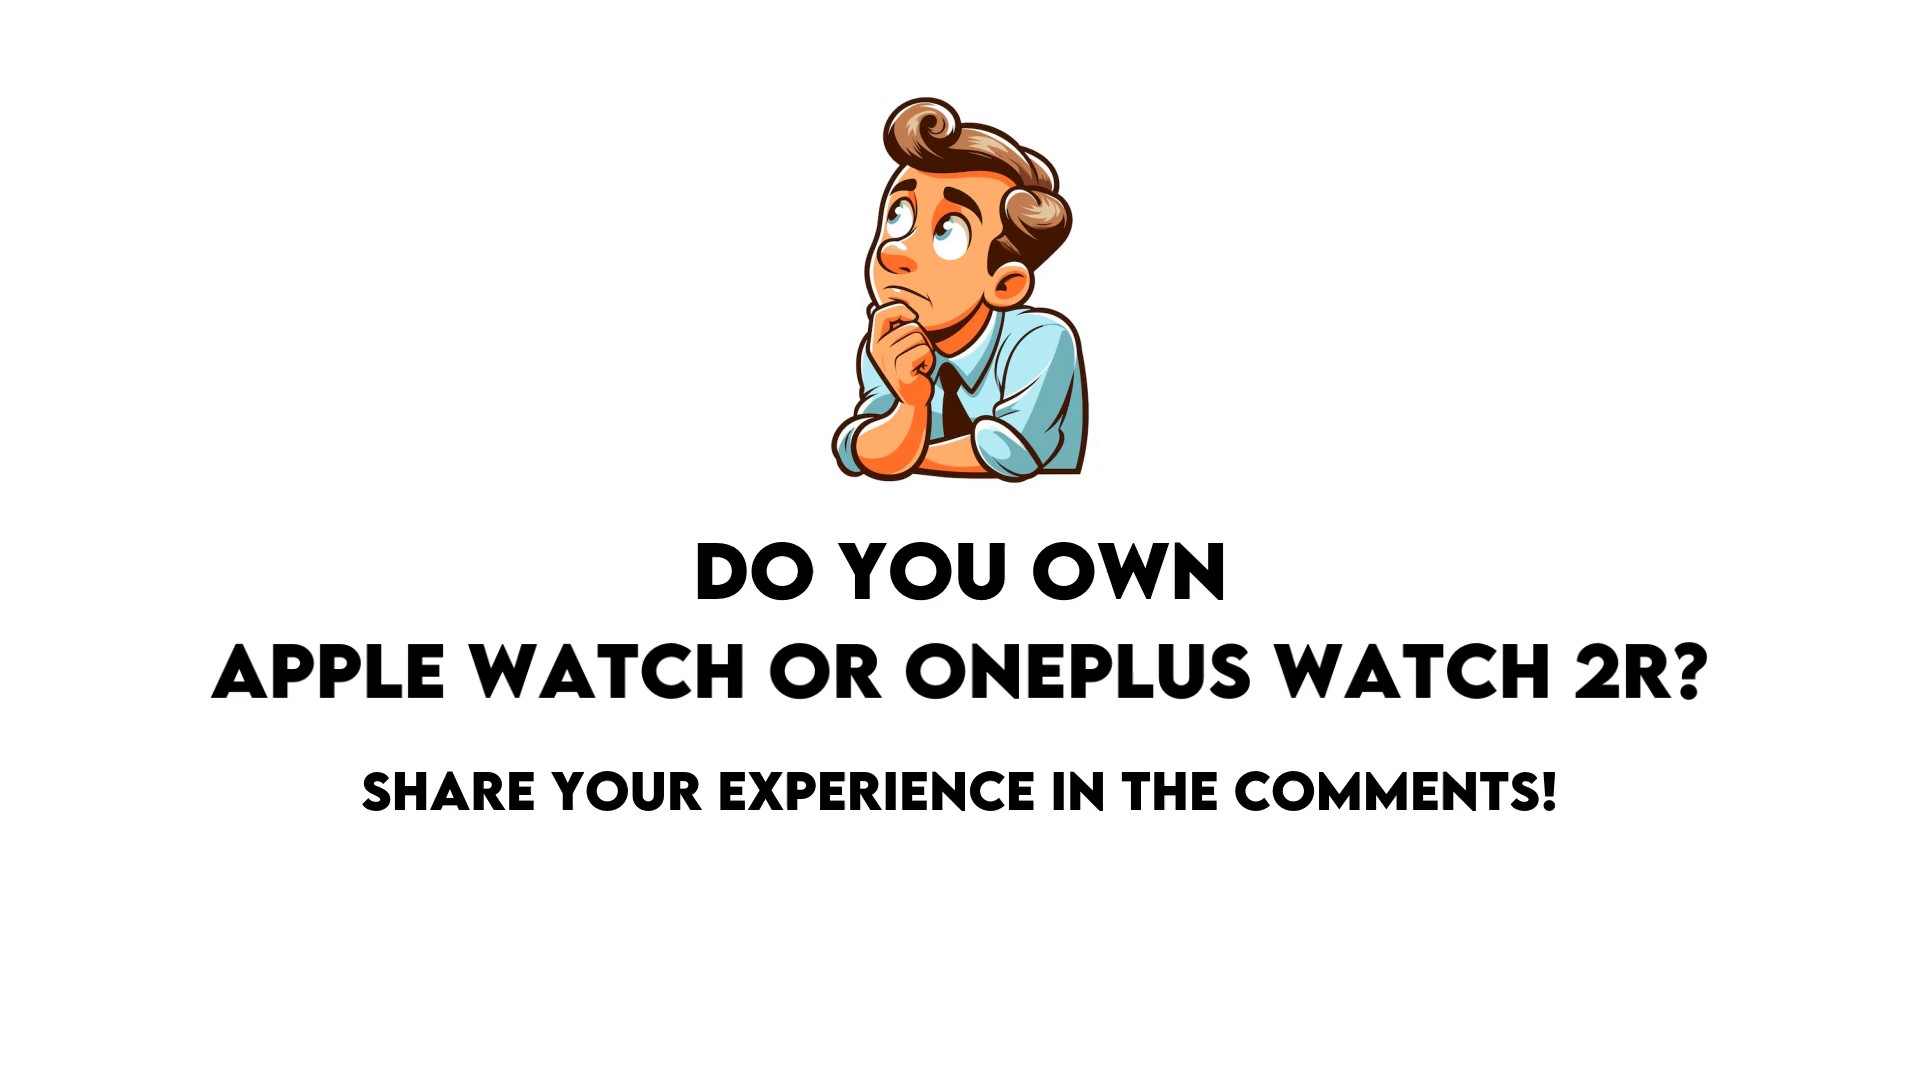 DO YOU OWN
APPLE WATCH OR ONEPLUS WATCH 2R?
SHARE YOUR EXPERIENCE IN THE COMMENTS!